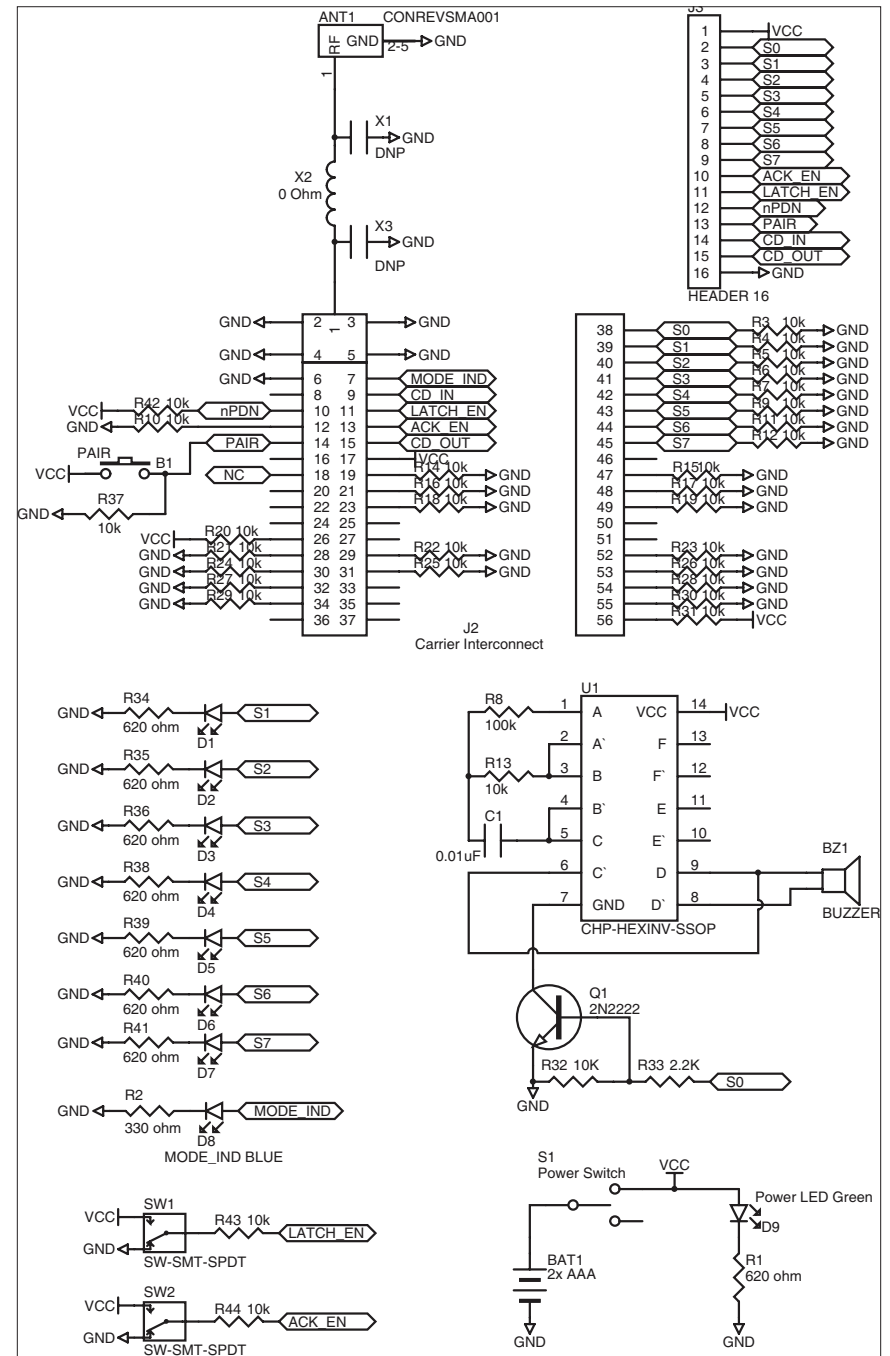 ANT1 CONREVSMA001
RF GND 2-5 GND
1
X1
GND
DNP
X2
0 Ohm
X3
GND
DNP
J3
1 VCC
2 S0
3 S1
4 S2
5 S3
6 S4
7 S5
8 S6
9 S7
10 ACK_EN
11 LATCH_EN
12 nPDN
13 PAIR
14 CD_IN
15 CD_OUT
16 GND
HEADER 16
GND 2 1 3 GND
GND 4 5 GND
GND 6 7 MODE_IND
8 9 CD_IN
VCC R42 10k nPDN 10 11 LATCH_EN
GND R10 10k 12 13 ACK_EN
PAIR 14 15 CD_OUT
16 17 VCC
NC 18 19 R14 10k GND
20 21 R16 10k GND
22 23 R18 10k GND
24 25
VCC R20 10k 26 27
GND R21 10k 28 29 R22 10k GND
GND R24 10k 30 31 R25 10k GND
GND R27 10k 32 33
GND R29 10k 34 35
36 37
PAIR
VCC B1
R37
GND
10k
J2
Carrier Interconnect
38 S0 R3 10k GND
39 S1 R4 10k GND
40 S2 R5 10k GND
41 S3 R6 10k GND
42 S4 R7 10k GND
43 S5 R9 10k GND
44 S6 R11 10k GND
45 S7 R12 10k GND
46
47 R15 10k GND
48 R17 10k GND
49 R19 10k GND
50
51
52 R23 10k GND
53 R26 10k GND
54 R28 10k GND
55 R30 10k GND
56 R31 10k VCC
R34
GND S1
620 ohm
D1
R35
GND S2
620 ohm
D2
R36
GND S3
620 ohm
D3
R38
GND S4
620 ohm
D4
R39
GND S5
620 ohm
D5
R40
GND S6
620 ohm
D6
R41
GND S7
620 ohm
D7
R2
GND MODE_IND
330 ohm
D8
MODE_IND BLUE
SW1
VCC
R43 10k LATCH_EN
GND
SW-SMT-SPDT
SW2
VCC
R44 10k ACK_EN
GND
SW-SMT-SPDT
U1
R8
100k
R13
10k
C1
0.01uF
1 A VCC 14 VCC
2 A` F 13
3 B F` 12
4 B` E 11
5 C E` 10
6 C` D 9
7 GND D` 8
CHP-HEXINV-SSOP
BZ1
BUZZER
Q1
2N2222
R32 10K R33 2.2K S0
GND
S1
Power Switch
VCC
Power LED Green
D9
BAT1
2x AAA
R1
620 ohm
GND GND